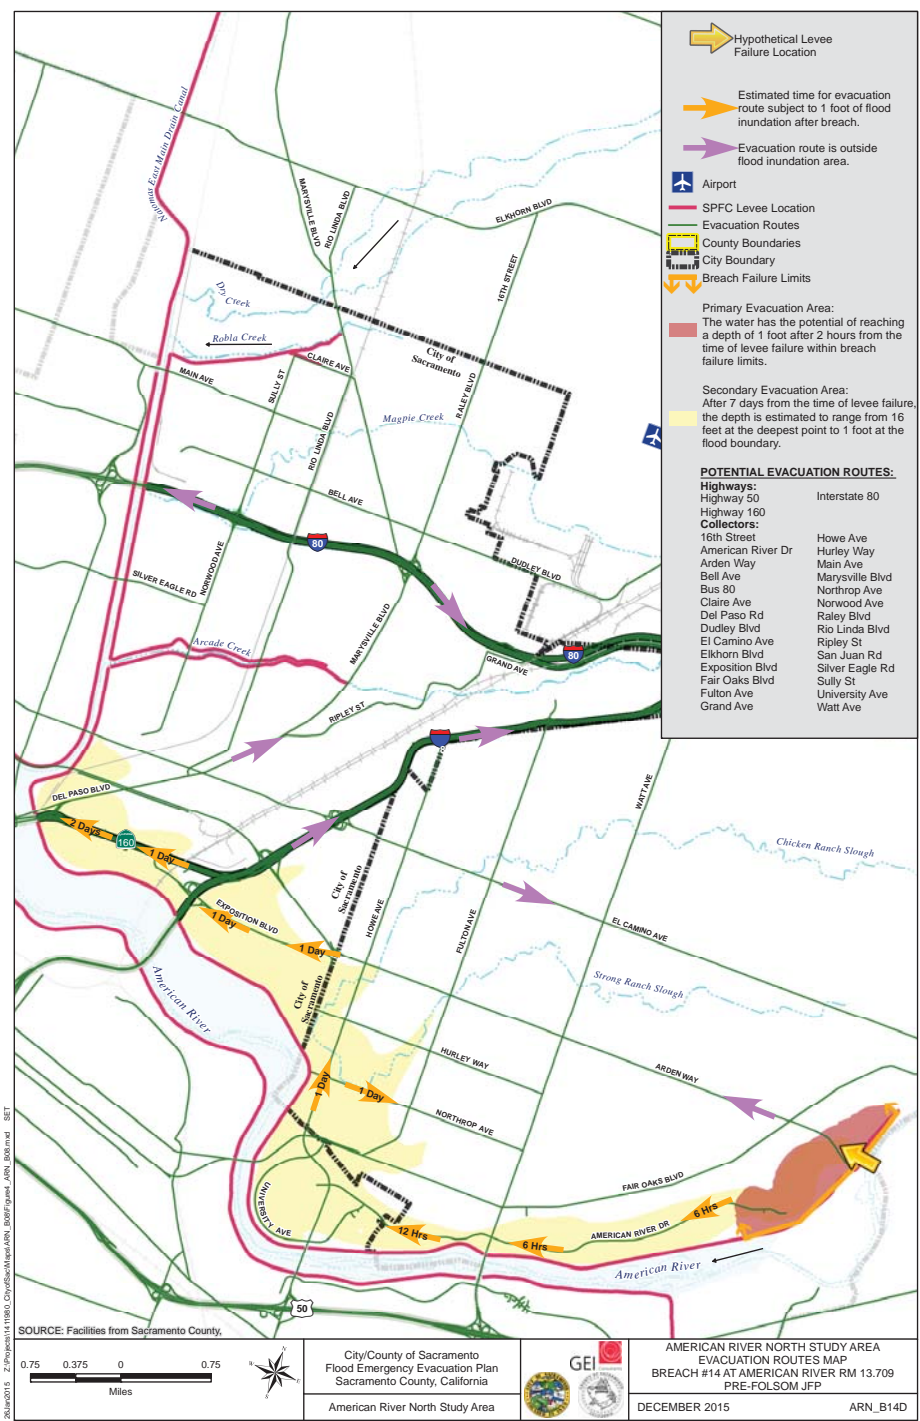 Hypothetical Levee
Failure Location
Estimated time for evacuation
route subject to 1 foot of flood
inundation after breach.
Evacuation route is outside
flood inundation area.
Airport
SPFC Levee Location
Evacuation Routes
County Boundaries
City Boundary
Breach Failure Limits
Primary Evacuation Area:
The water has the potential of reaching
a depth of 1 foot after 2 hours from the
time of levee failure within breach
failure limits.
Secondary Evacuation Area:
After 7 days from the time of levee failure,
the depth is estimated to range from 16
feet at the deepest point to 1 foot at the
flood boundary.
POTENTIAL EVACUATION ROUTES:
Highways:
Highway 50
Highway 160
Interstate 80
Collectors:
16th Street
American River Dr
Arden Way
Bell Ave
Bus 80
Claire Ave
Del Paso Rd
Dudley Blvd
El Camino Ave
Elkhorn Blvd
Exposition Blvd
Fair Oaks Blvd
Fulton Ave
Grand Ave
Howe Ave
Hurley Way
Main Ave
Marysville Blvd
Northrop Ave
Norwood Ave
Raley Blvd
Rio Linda Blvd
Ripley St
San Juan Rd
Silver Eagle Rd
Sully St
University Ave
Watt Ave
Natomas East Main Drain Canal
MARYSVILLE BLVD
RIO LINDA BLVD
ELKHORN BLVD
16TH STREET
Dry
Creek
Robla Creek
City of
Sacramento
CLAIRE AVE
MAIN AVE
SULLY ST
RALEY BLVD
Magpie Creek
RIO LINDA BLVD
BELL AVE
80
DUDLEY BLVD
NORWOOD AVE
SILVER EAGLE RD
MARYSVILLE BLVD
Arcade Creek
80
GRAND AVE
RIPLEY ST
8
DEL PASO BLVD
WATT AVE
2 Days
160
1 Day
Chicken Ranch Slough
City of
Sacramento
EXPOSITION BLVD
1 Day
HOWE AVE
FULTON AVE
EL CAMINO AVE
1 Day
American River
City of
Sacramento
Strong Ranch Slough
HURLEY WAY
ARDEN WAY
1 Day
1 Day
NORTHROP AVE
FAIR OAKS BLVD
UNIVERSITY AVE
6 Hrs
12 Hrs
6 Hrs
AMERICAN RIVER DR
American River
50
SOURCE: Facilities from Sacramento County,
26Jan2015 Z:\Projects\1411980_CityofSac\Maps\ARN_B08\Figure4_ARN_B08.mxd SET
0.75 0.375 0 0.75
Miles
N
W
E
S
City/County of Sacramento
Flood Emergency Evacuation Plan
Sacramento County, California
American River North Study Area
GEI
AMERICAN RIVER NORTH STUDY AREA
EVACUATION ROUTES MAP
BREACH #14 AT AMERICAN RIVER RM 13.709
PRE-FOLSOM JFP
DECEMBER 2015 ARN_B14D